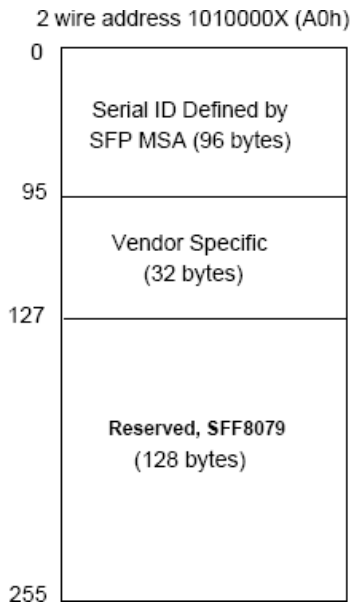 2 wire address 1010000X (A0h)
0
Serial ID Defined by
SFP MSA (96 bytes)
95
Vendor Specific
(32 bytes)
127
Reserved, SFF8079
(128 bytes)
255